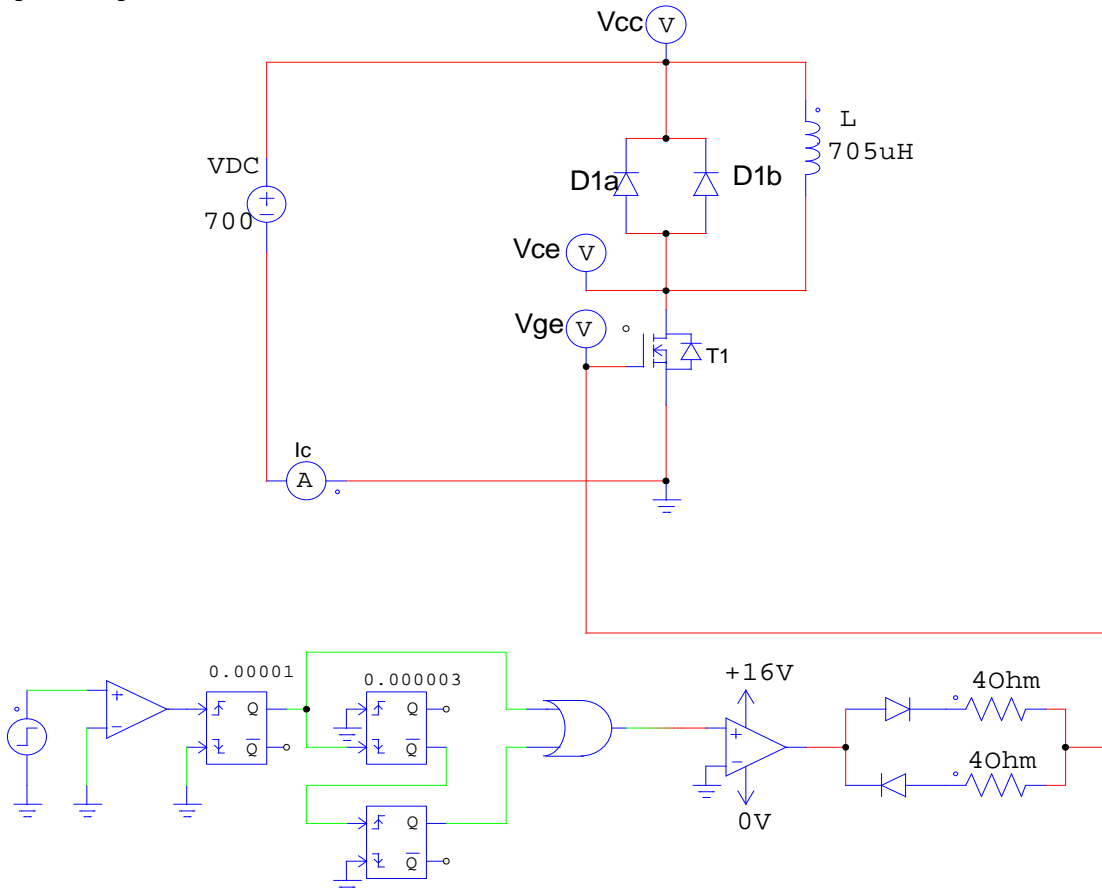 Vcc V
L
705uH
VDC
+
−
700
D1a D1b
Vce V
Vge V
T1
Ic
A
0.00001 0.000003 +16V 4Ohm
+
−
Q
Q
Q
Q
+
−
4Ohm
0V
Q
Q